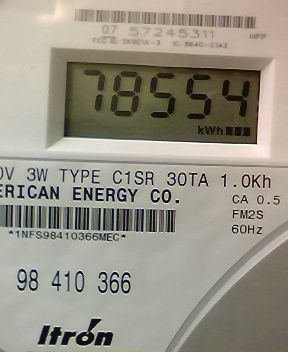 07 57245311
78554
kWh
0V 3W TYPE C1SR 30TA 1.0Kh
ERICAN ENERGY CO.
CA 0.5
FM2S
60Hz
*1NFS98410366MEC*
98 410 366
Itrón